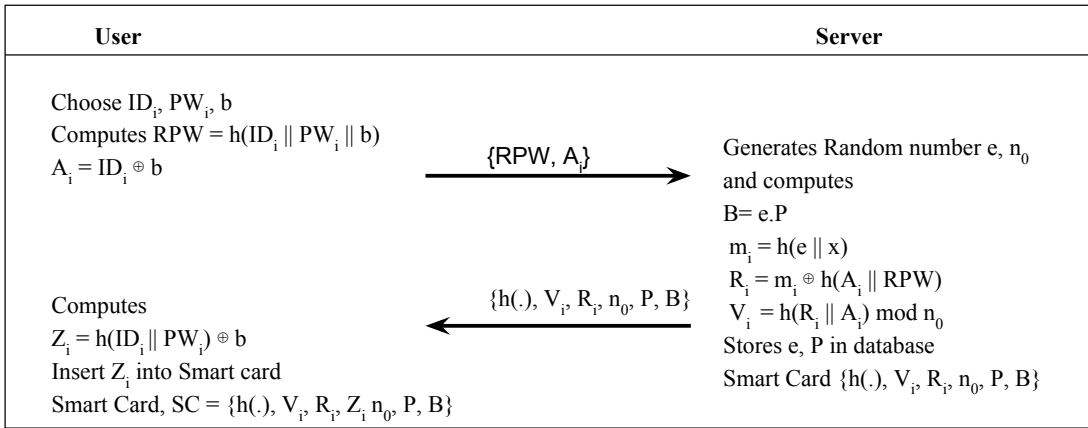 User
Server
Choose IDᵢ, PWᵢ, b
Computes RPW = h(IDᵢ || PWᵢ || b)
Aᵢ = IDᵢ ⊕ b
{RPW, Aᵢ}
Generates Random number e, n₀
and computes
B= e.P
mᵢ = h(e || x)
Rᵢ = mᵢ ⊕ h(Aᵢ || RPW)
Vᵢ = h(Rᵢ || Aᵢ) mod n₀
Stores e, P in database
Smart Card {h(.), Vᵢ, Rᵢ, n₀, P, B}
{h(.), Vᵢ, Rᵢ, n₀, P, B}
Computes
Zᵢ = h(IDᵢ || PWᵢ) ⊕ b
Insert Zᵢ into Smart card
Smart Card, SC = {h(.), Vᵢ, Rᵢ, Zᵢ n₀, P, B}